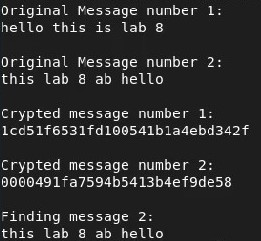 Original Message number 1:
hello this is lab 8
Original Message number 2:
this lab 8 ab hello
Crypted message number 1:
1cd51f6531fd100541b1a4ebd342f
Crypted message number 2:
0000491fa7594b5413b4ef9de58
Finding message 2:
this lab 8 ab hello